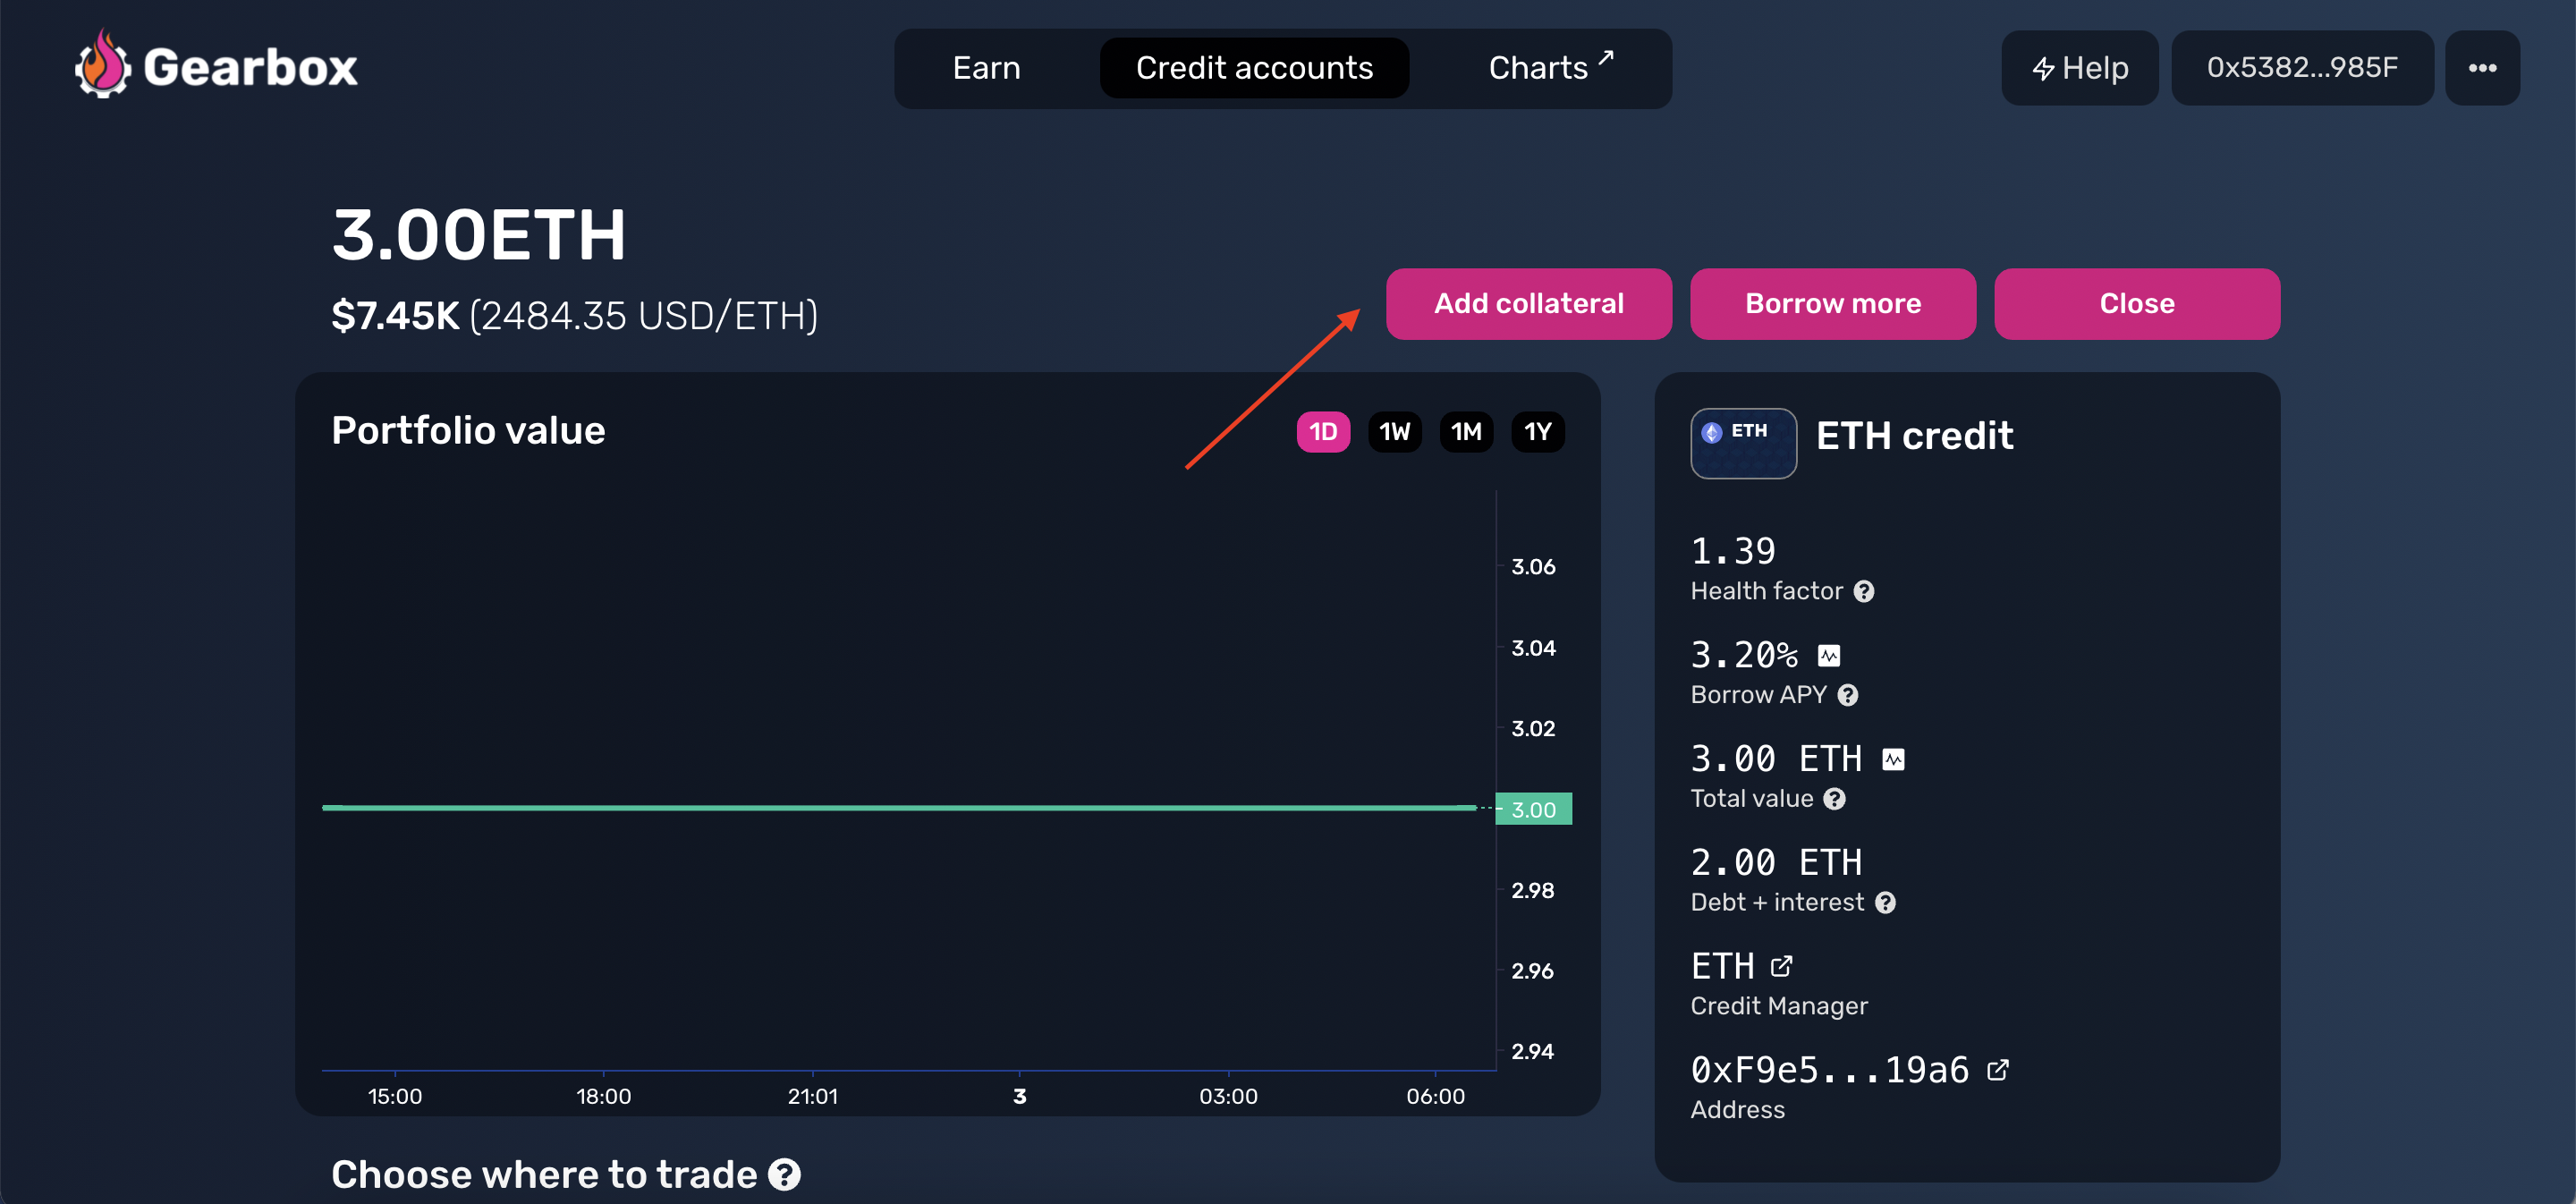 Gearbox
Earn
Credit accounts
Charts
Help
0x5382...985F
3.00ETH
$7.45K (2484.35 USD/ETH)
Add collateral
Borrow more
Close
Portfolio value
1D
1W
1M
1Y
3.06
3.04
3.02
3.00
2.98
2.96
2.94
15:00
18:00
21:01
3
03:00
06:00
ETH
ETH credit
1.39
Health factor
3.20%
Borrow APY
3.00 ETH
Total value
2.00 ETH
Debt + interest
ETH
Credit Manager
0xF9e5...19a6
Address
Choose where to trade